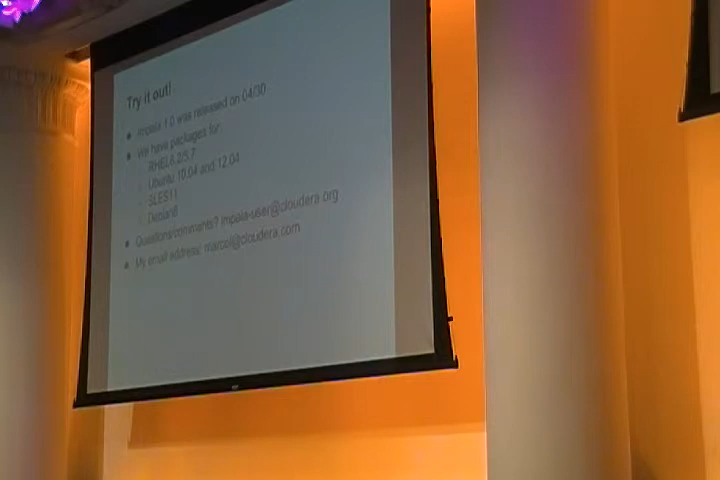 Try it out!
Impala 1.0 was released on 04/30
We have packages for:
RHEL6.2/5.7
Ubuntu 10.04 and 12.04
SLES11
Debian6
Questions/comments? impala-user@cloudera.org
My email address: marcel@cloudera.com